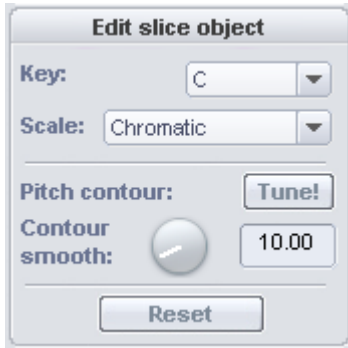 Edit slice object
Key: C
Scale: Chromatic
Pitch contour: Tune!
Contour
smooth: 10.00
Reset